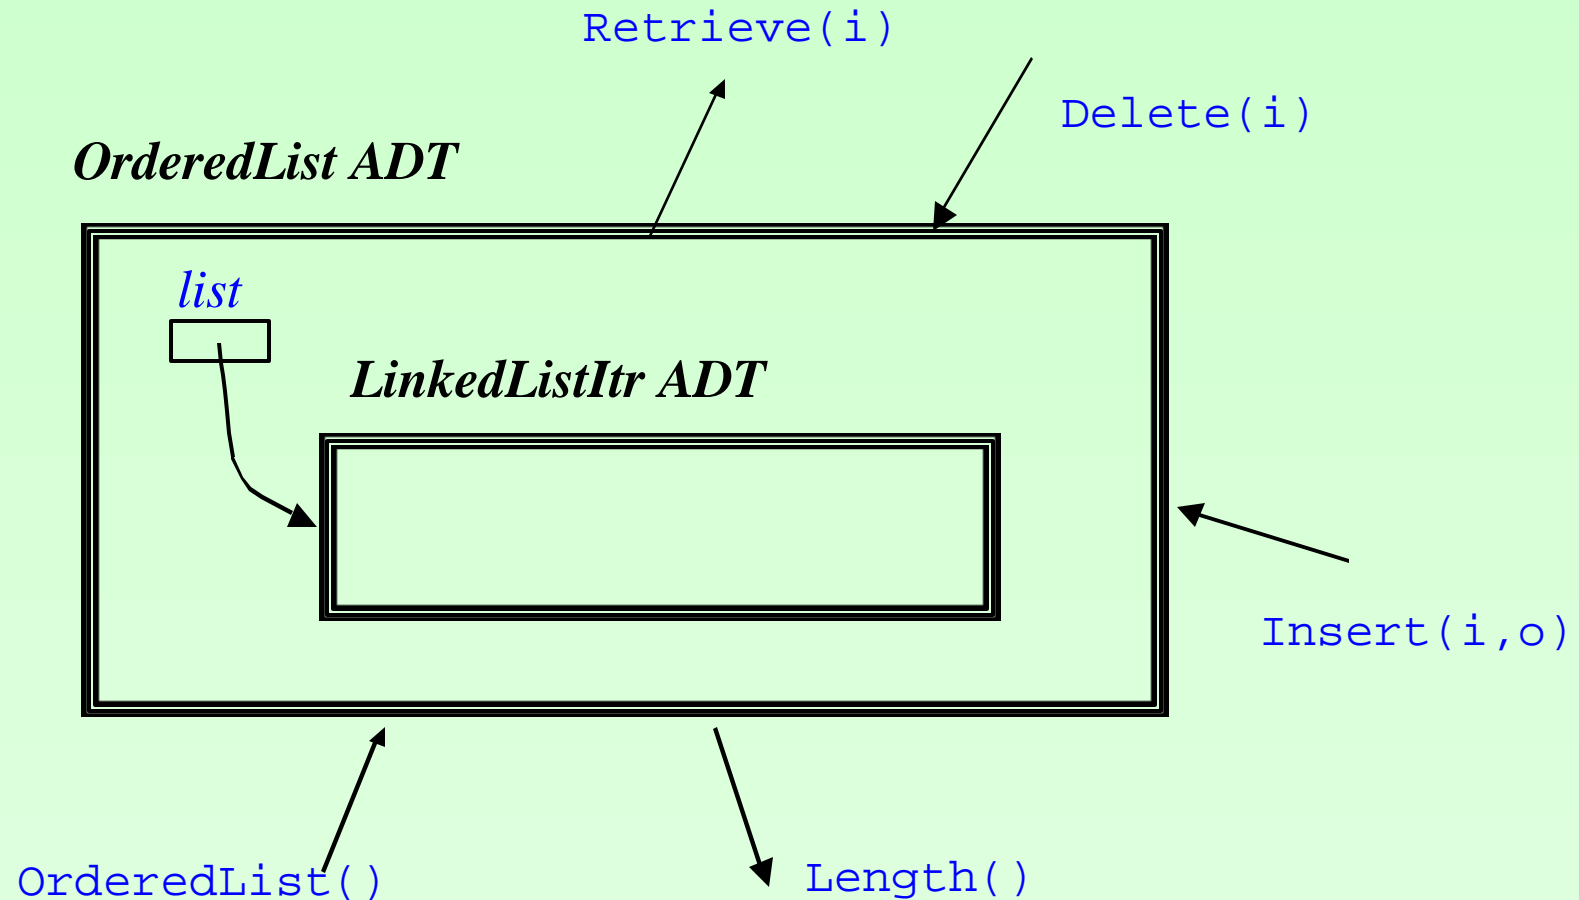 Retrieve(i)
Delete(i)
OrderedList ADT
list
LinkedListItr ADT
Insert(i,o)
OrderedList()
Length()